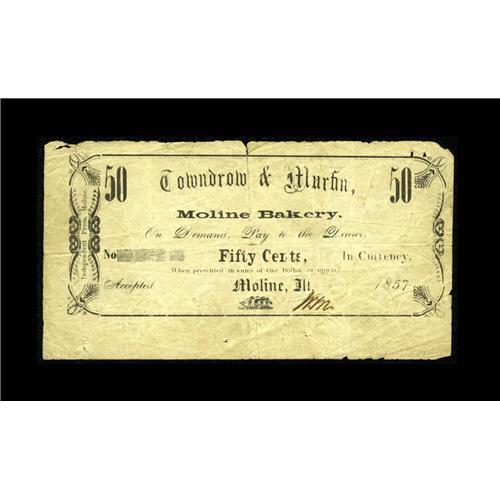 50 Towndrow & Murfin, 50
Moline Bakery.
On Demand, Pay to the Bearer
No Fifty Cents, In Currency,
When presented in sums of One Dollar or upward
Accepted Moline, Ill. 1857